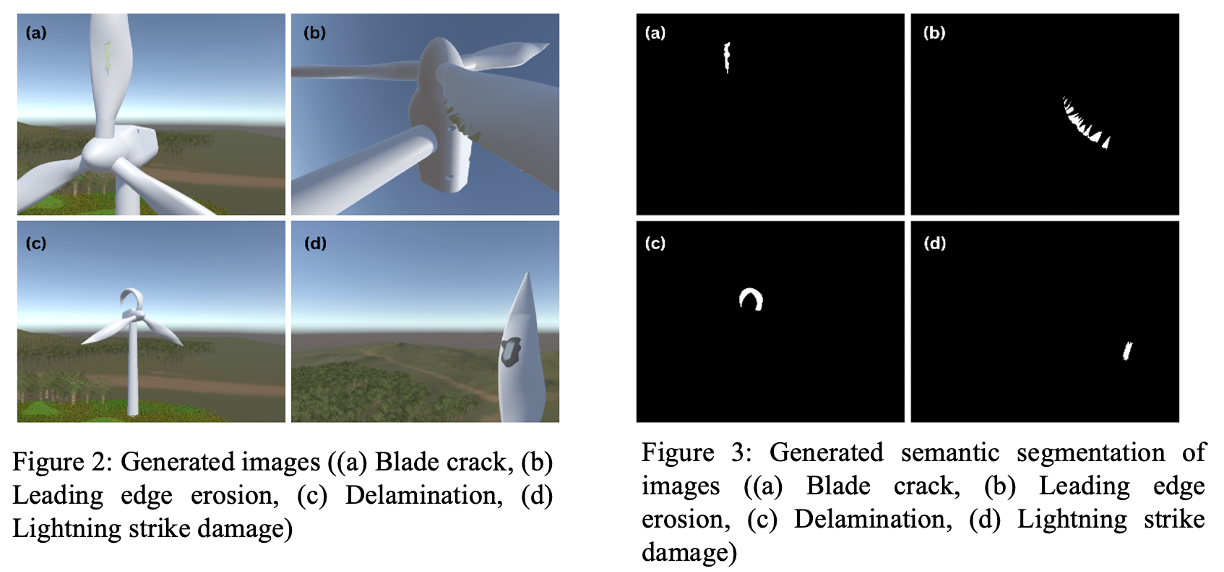 (a)
(b)
(c)
(d)
Figure 2: Generated images ((a) Blade crack, (b)
Leading edge erosion, (c) Delamination, (d)
Lightning strike damage)
(a)
(b)
(c)
(d)
Figure 3: Generated semantic segmentation of
images ((a) Blade crack, (b) Leading edge
erosion, (c) Delamination, (d) Lightning strike
damage)